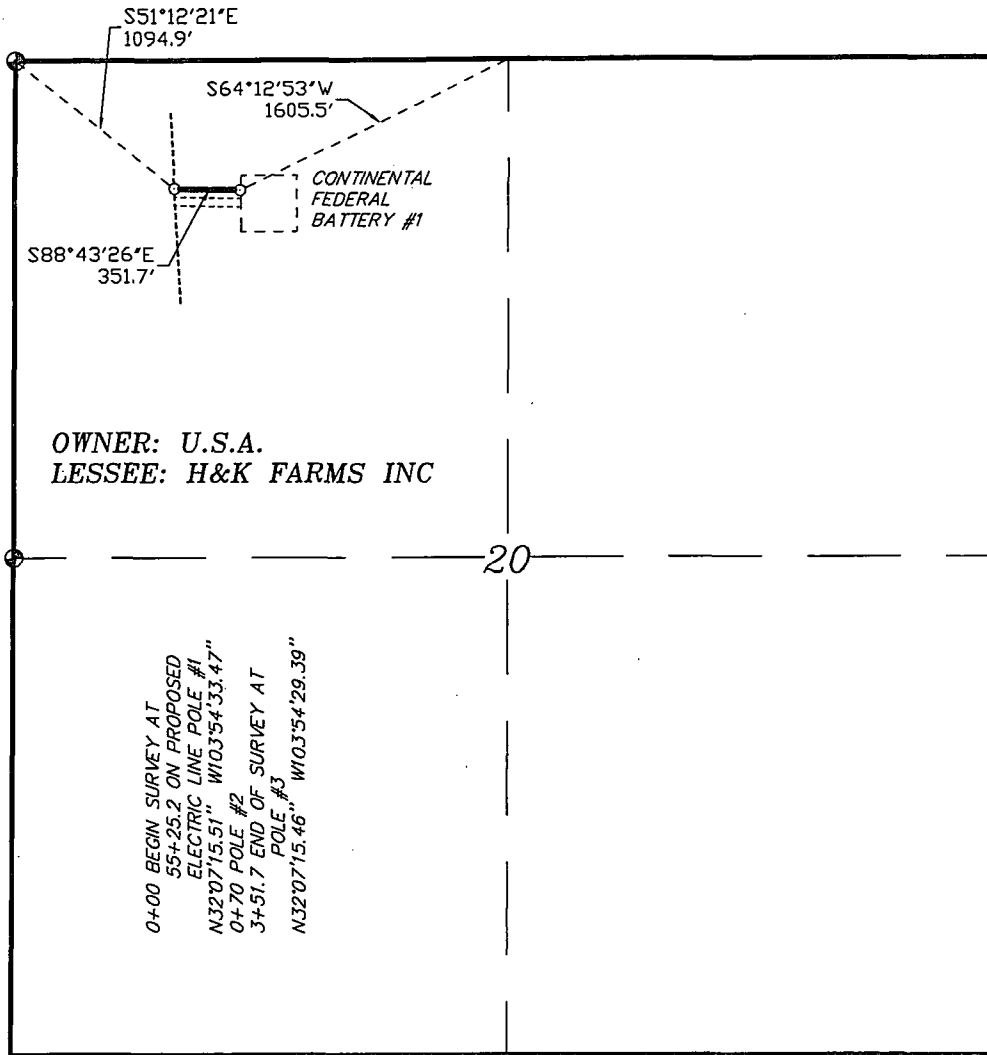 S51°12'21"E
1094.9'
S64°12'53"W
1605.5'
CONTINENTAL
FEDERAL
BATTERY #1
S88°43'26"E
351.7'
OWNER: U.S.A.
LESSEE: H&K FARMS INC
20
0+00 BEGIN SURVEY AT
55+25.2 ON PROPOSED
ELECTRIC LINE POLE #1
N32°07'15.51" W103°54'33.47"
0+70 POLE #2
3+51.7 END OF SURVEY AT
POLE #3
N32°07'15.46" W103°54'29.39"